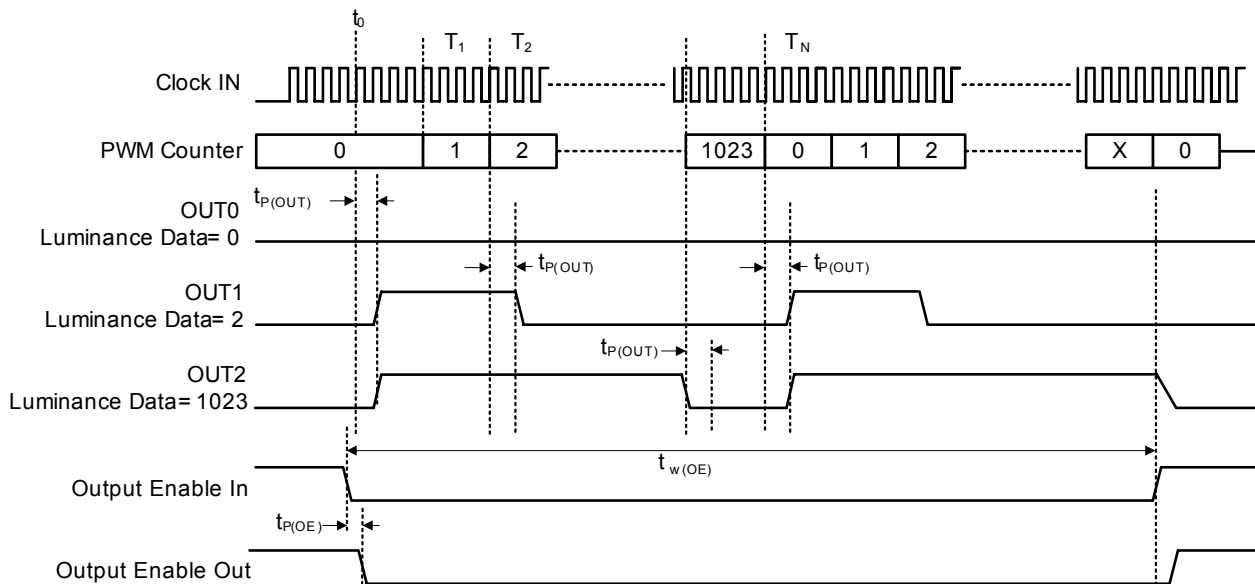 t0
T1 T2 TN
Clock IN
PWM Counter 0 1 2 1023 0 1 2 X 0
tP(OUT)
OUT0
Luminance Data= 0
tP(OUT) tP(OUT)
OUT1
Luminance Data= 2
tP(OUT)
OUT2
Luminance Data= 1023
t w(OE)
Output Enable In
tP(OE)
Output Enable Out